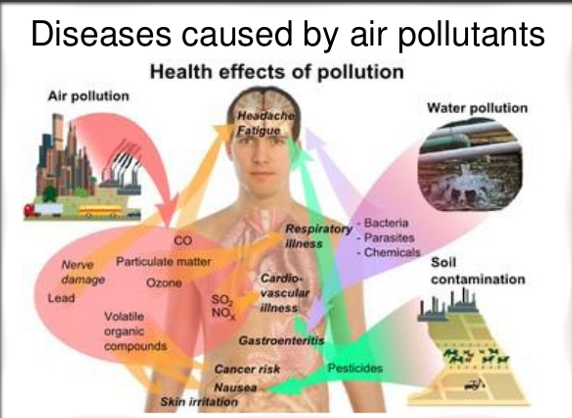 Diseases caused by air pollutants
Health effects of pollution
Air pollution
Water pollution
Headache
Fatigue
CO
Particulate matter
Ozone
Nerve
damage
Lead
Volatile
organic
compounds
SO₂
NOₓ
Respiratory
illness
- Bacteria
- Parasites
- Chemicals
Cardio-
vascular
illness
Soil
contamination
Gastroenteritis
Pesticides
Cancer risk
Nausea
Skin irritation